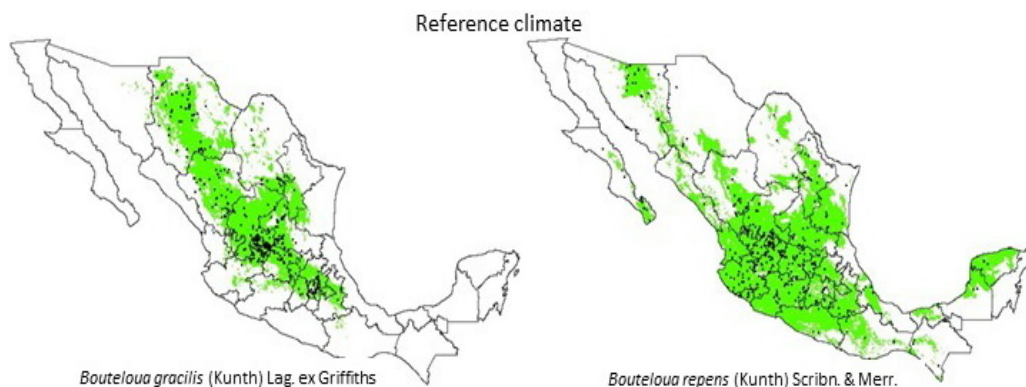 Reference climate
Bouteloua gracilis (Kunth) Lag. ex Griffiths
Bouteloua repens (Kunth) Scribn. & Merr.